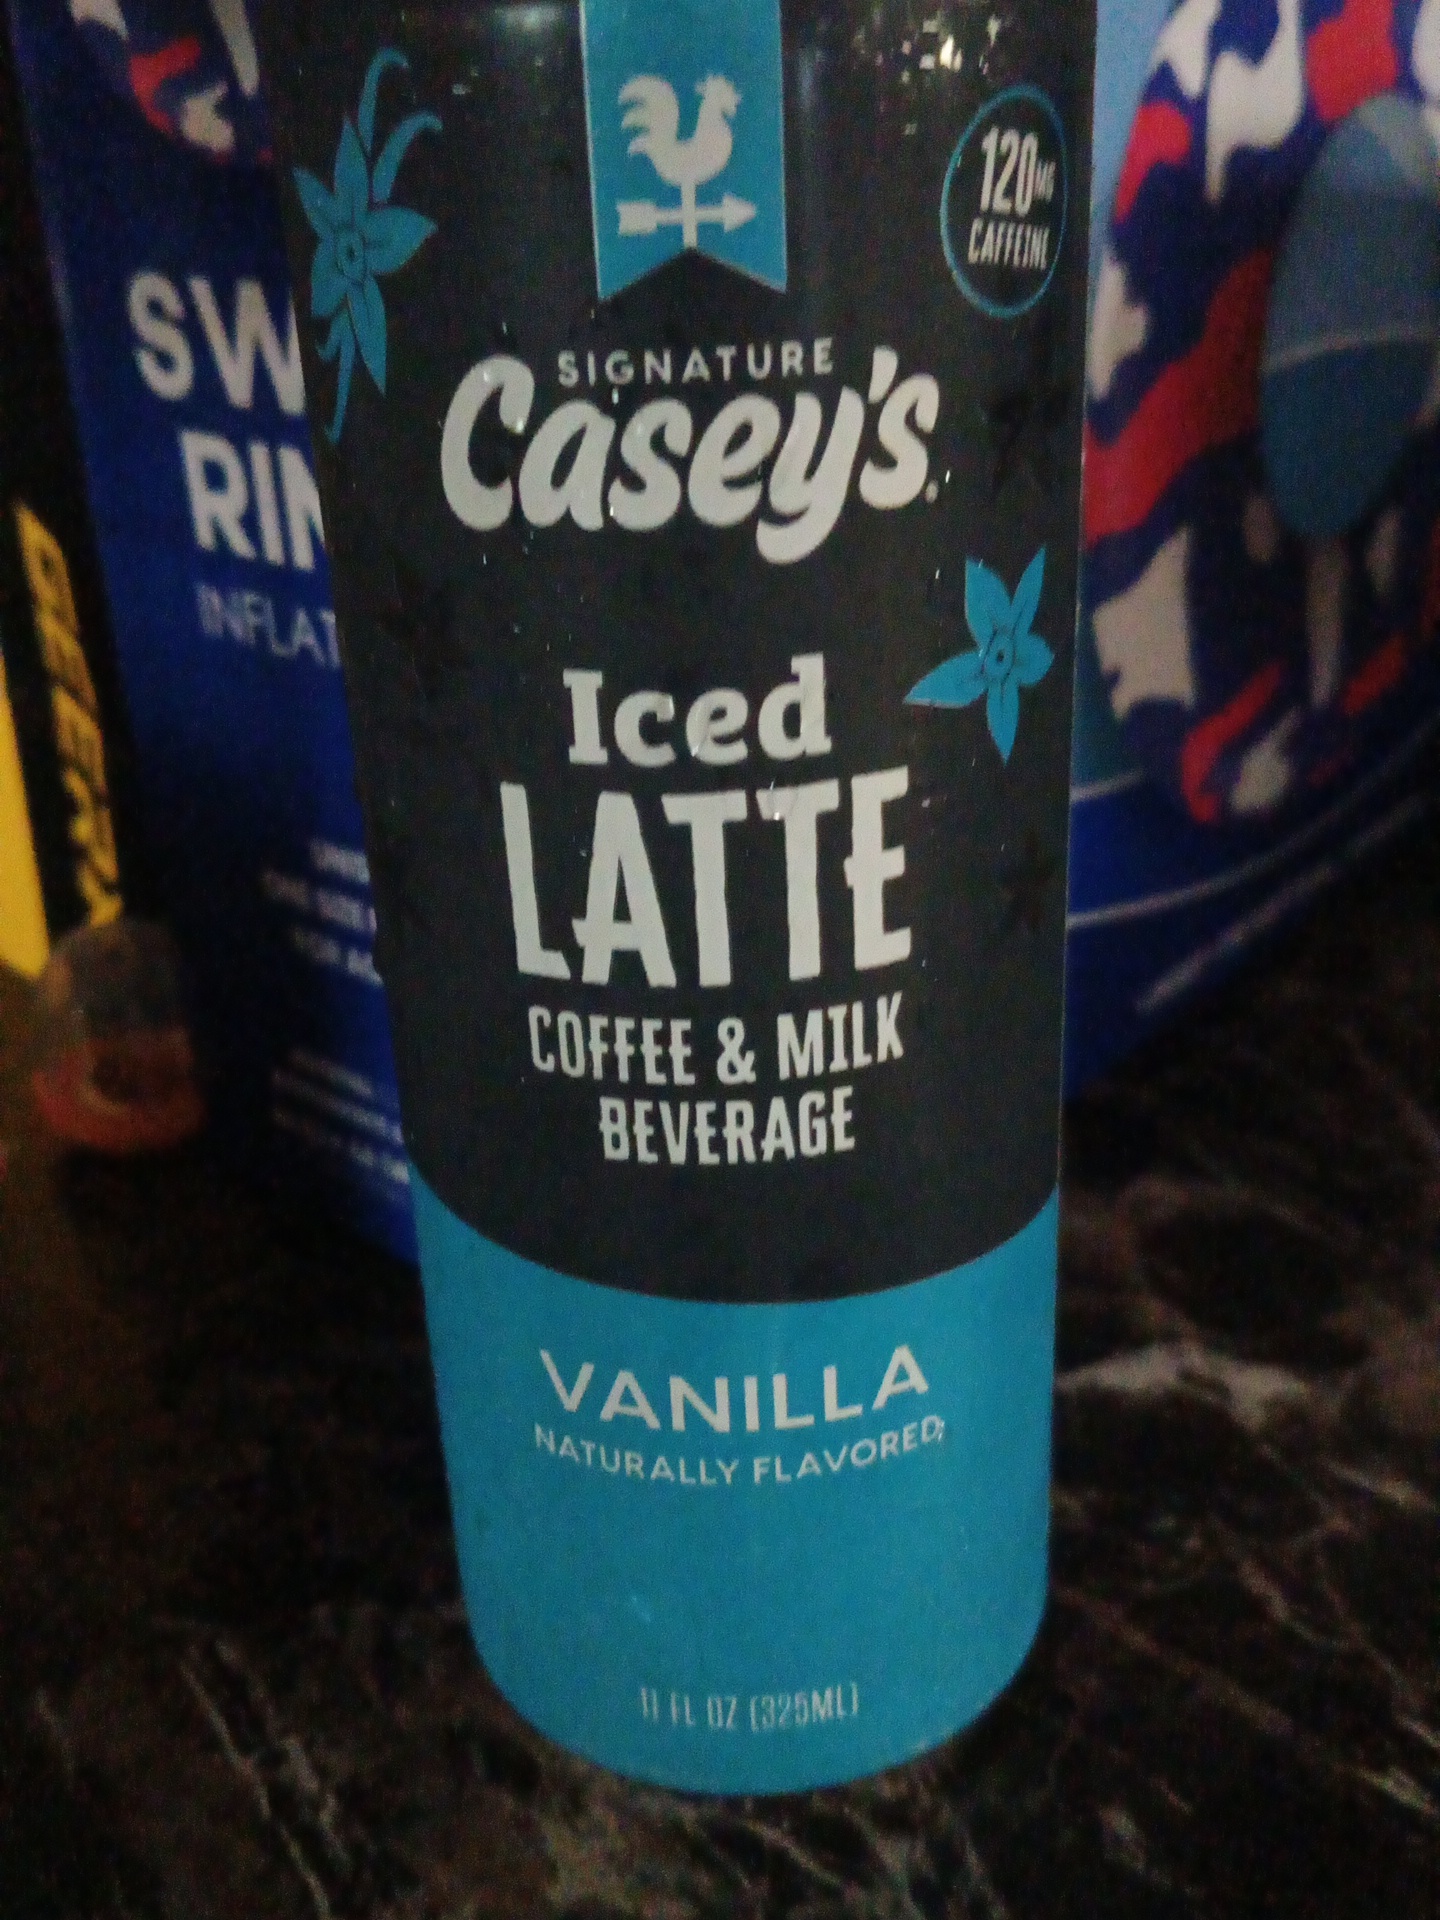 120MG
CAFFEINE
SIGNATURE
Casey's
Iced
LATTE
COFFEE & MILK
BEVERAGE
VANILLA
NATURALLY FLAVORED
11 FL OZ (325ML)
SW
RIN
INFLAT